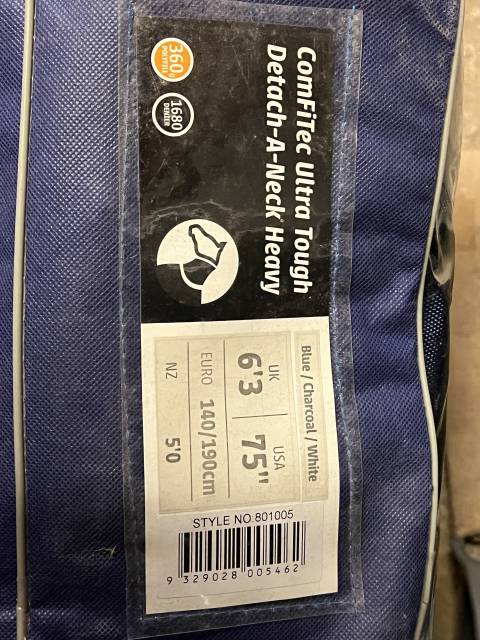 ComFiTec Ultra Tough
Detach-A-Neck Heavy
360g
POLYFILL
1680
DENIER
Blue / Charcoal / White
UK USA
6'3 75"
EURO 140/190cm
NZ 5'0
STYLE NO 801005
9 329028 005462